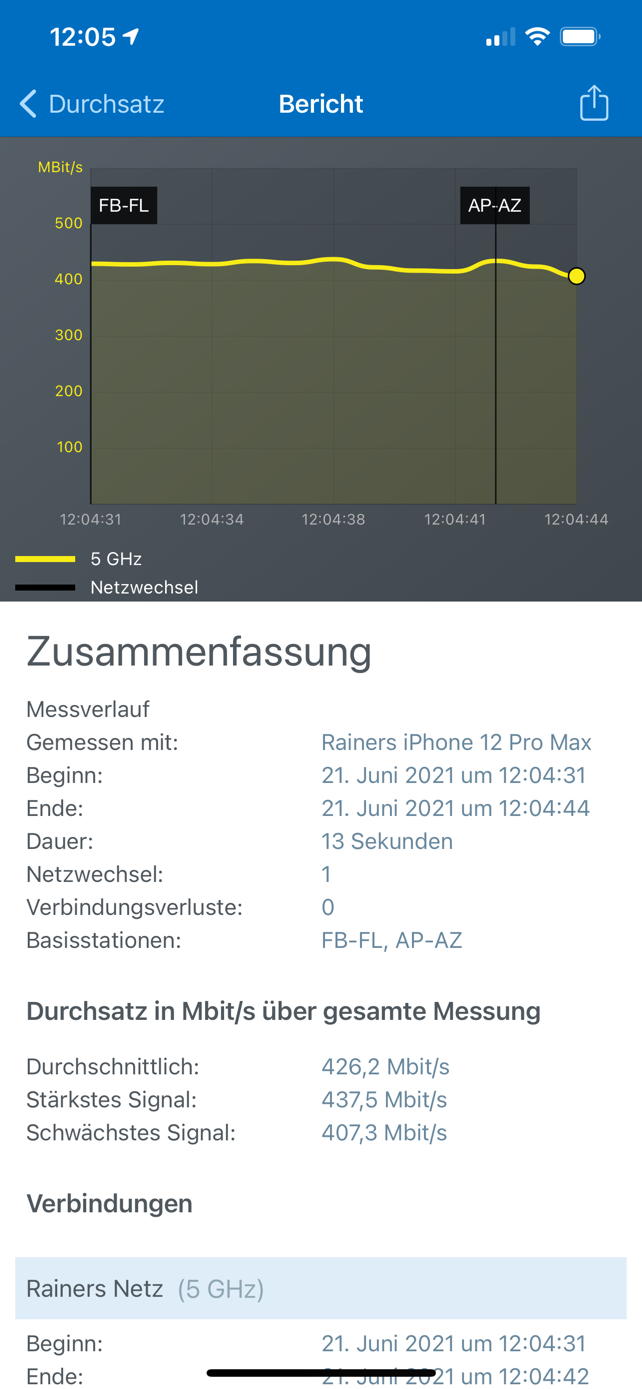 12:05
Durchsatz Bericht
MBit/s
FB-FL AP-AZ
500
400
300
200
100
12:04:31 12:04:34 12:04:38 12:04:41 12:04:44
5 GHz
Netzwechsel
Zusammenfassung
Messverlauf
Gemessen mit: Rainers iPhone 12 Pro Max
Beginn: 21. Juni 2021 um 12:04:31
Ende: 21. Juni 2021 um 12:04:44
Dauer: 13 Sekunden
Netzwechsel: 1
Verbindungsverluste: 0
Basisstationen: FB-FL, AP-AZ
Durchsatz in Mbit/s über gesamte Messung
Durchschnittlich: 426,2 Mbit/s
Stärkstes Signal: 437,5 Mbit/s
Schwächstes Signal: 407,3 Mbit/s
Verbindungen
Rainers Netz (5 GHz)
Beginn: 21. Juni 2021 um 12:04:31
Ende: 21. Juni 2021 um 12:04:42